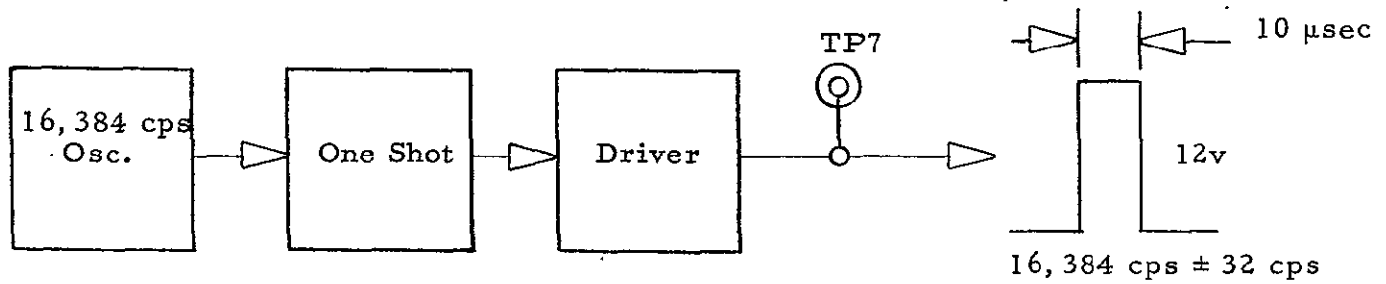 16,384 cps
Osc.
One Shot
Driver
TP7
10 μsec
12v
16,384 cps ± 32 cps